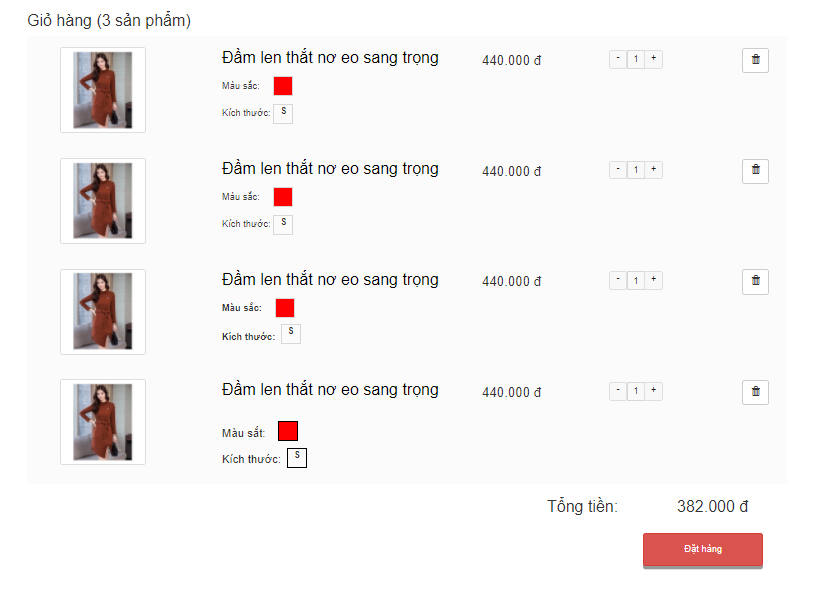 Giỏ hàng (3 sản phẩm)
Đầm len thắt nơ eo sang trọng 440.000 đ - 1 +
Màu sắc:
Kích thước: S
Đầm len thắt nơ eo sang trọng 440.000 đ - 1 +
Màu sắc:
Kích thước: S
Đầm len thắt nơ eo sang trọng 440.000 đ - 1 +
Màu sắc:
Kích thước: S
Đầm len thắt nơ eo sang trọng 440.000 đ - 1 +
Màu sắt:
Kích thước: S
Tổng tiền: 382.000 đ
Đặt hàng